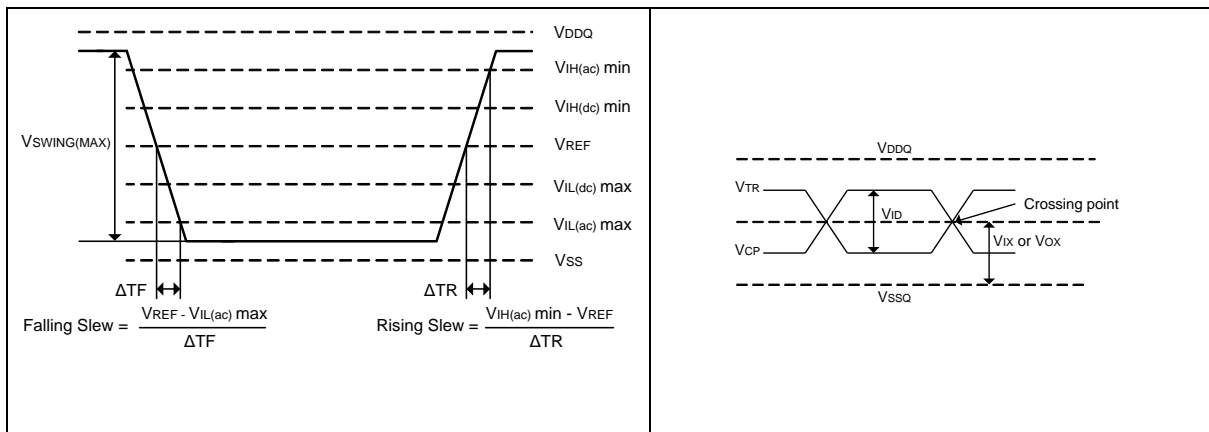 VDDQ
VIH(ac) min
VIH(dc) min
VSWING(MAX)
VREF
VIL(dc) max
VIL(ac) max
VSS
ΔTF
ΔTR
Falling Slew = VREF - VIL(ac) max
ΔTF
Rising Slew = VIH(ac) min - VREF
ΔTR
VDDQ
VTR
VID
Crossing point
VCP
VIX or VOX
VSSQ